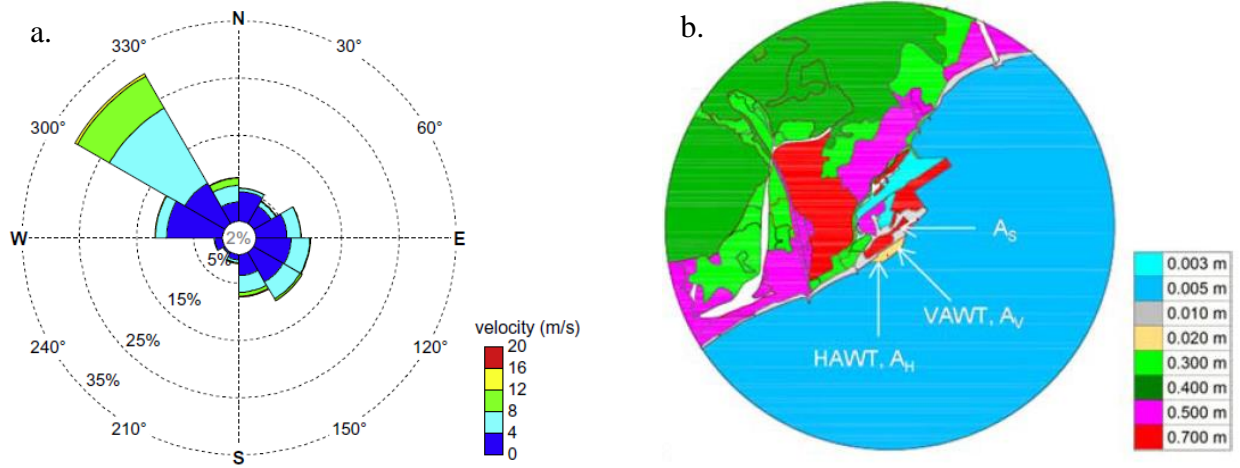 a.
N
30°
60°
E
120°
150°
S
210°
240°
W
300°
330°
2%
5%
15%
25%
35%
velocity (m/s)
20
16
12
8
4
0
b.
A_S
VAWT, A_V
HAWT, A_H
0.003 m
0.005 m
0.010 m
0.020 m
0.300 m
0.400 m
0.500 m
0.700 m